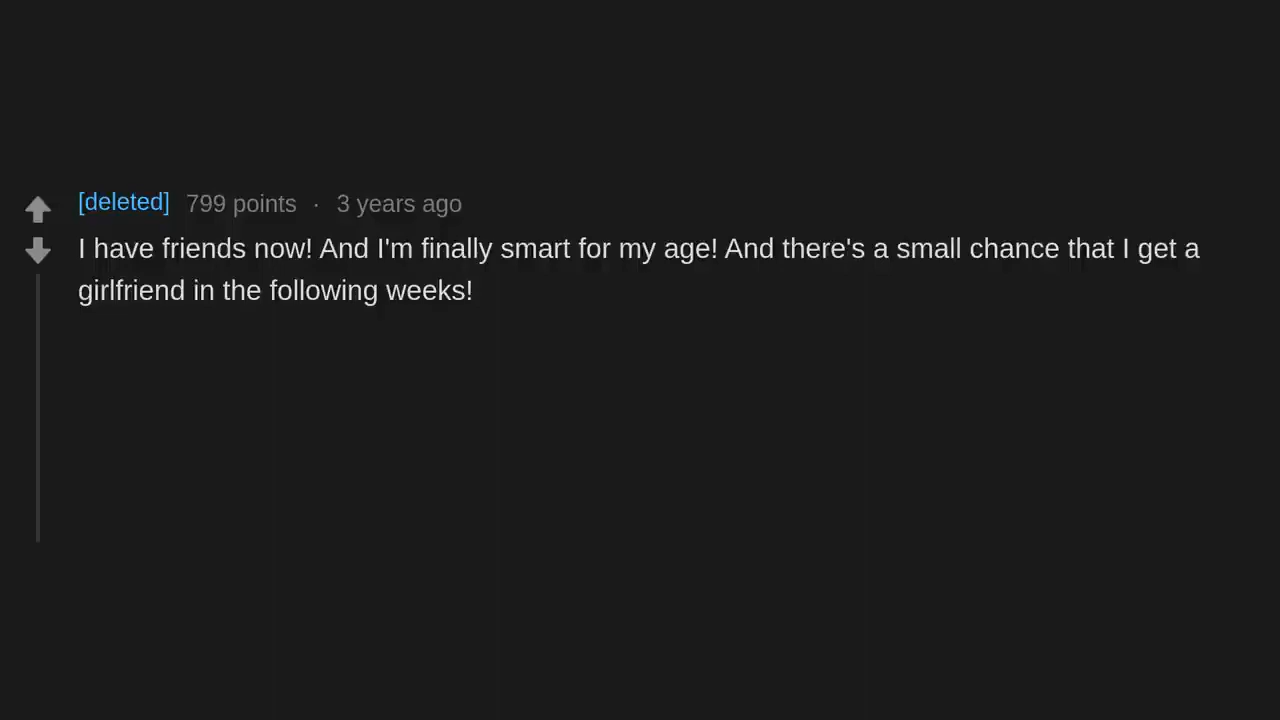 [deleted] 799 points · 3 years ago
I have friends now! And I'm finally smart for my age! And there's a small chance that I get a
girlfriend in the following weeks!